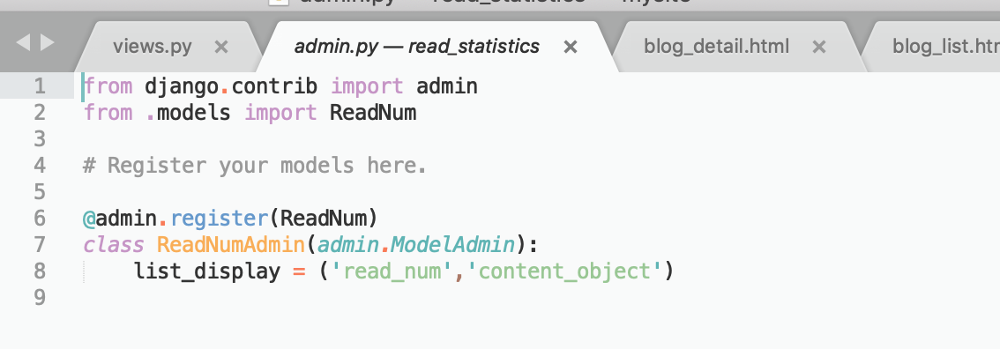 views.py × admin.py — read_statistics × blog_detail.html ×
1 from django.contrib import admin
2 from .models import ReadNum
3
4 # Register your models here.
5
6 @admin.register(ReadNum)
7 class ReadNumAdmin(admin.ModelAdmin):
8     list_display = ('read_num','content_object')
9